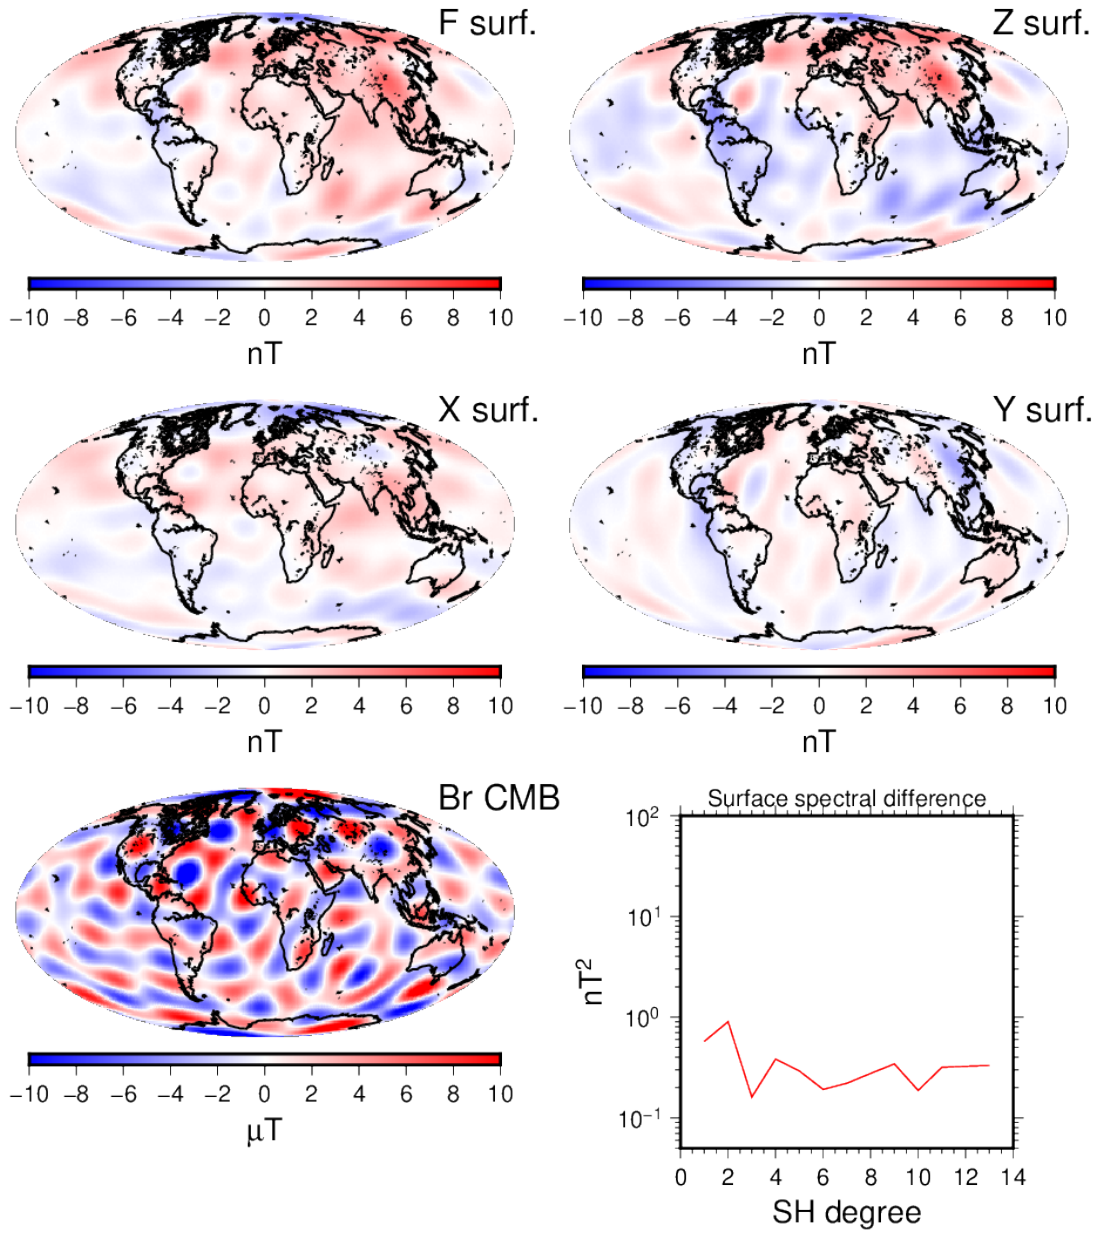 F surf.
Z surf.
−10 −8 −6 −4 −2 0 2 4 6 8 10
−10 −8 −6 −4 −2 0 2 4 6 8 10
nT
nT
X surf.
Y surf.
−10 −8 −6 −4 −2 0 2 4 6 8 10
−10 −8 −6 −4 −2 0 2 4 6 8 10
nT
nT
Br CMB
−10 −8 −6 −4 −2 0 2 4 6 8 10
μT
Surface spectral difference
10²
10¹
10⁰
10⁻¹
nT²
0 2 4 6 8 10 12 14
SH degree